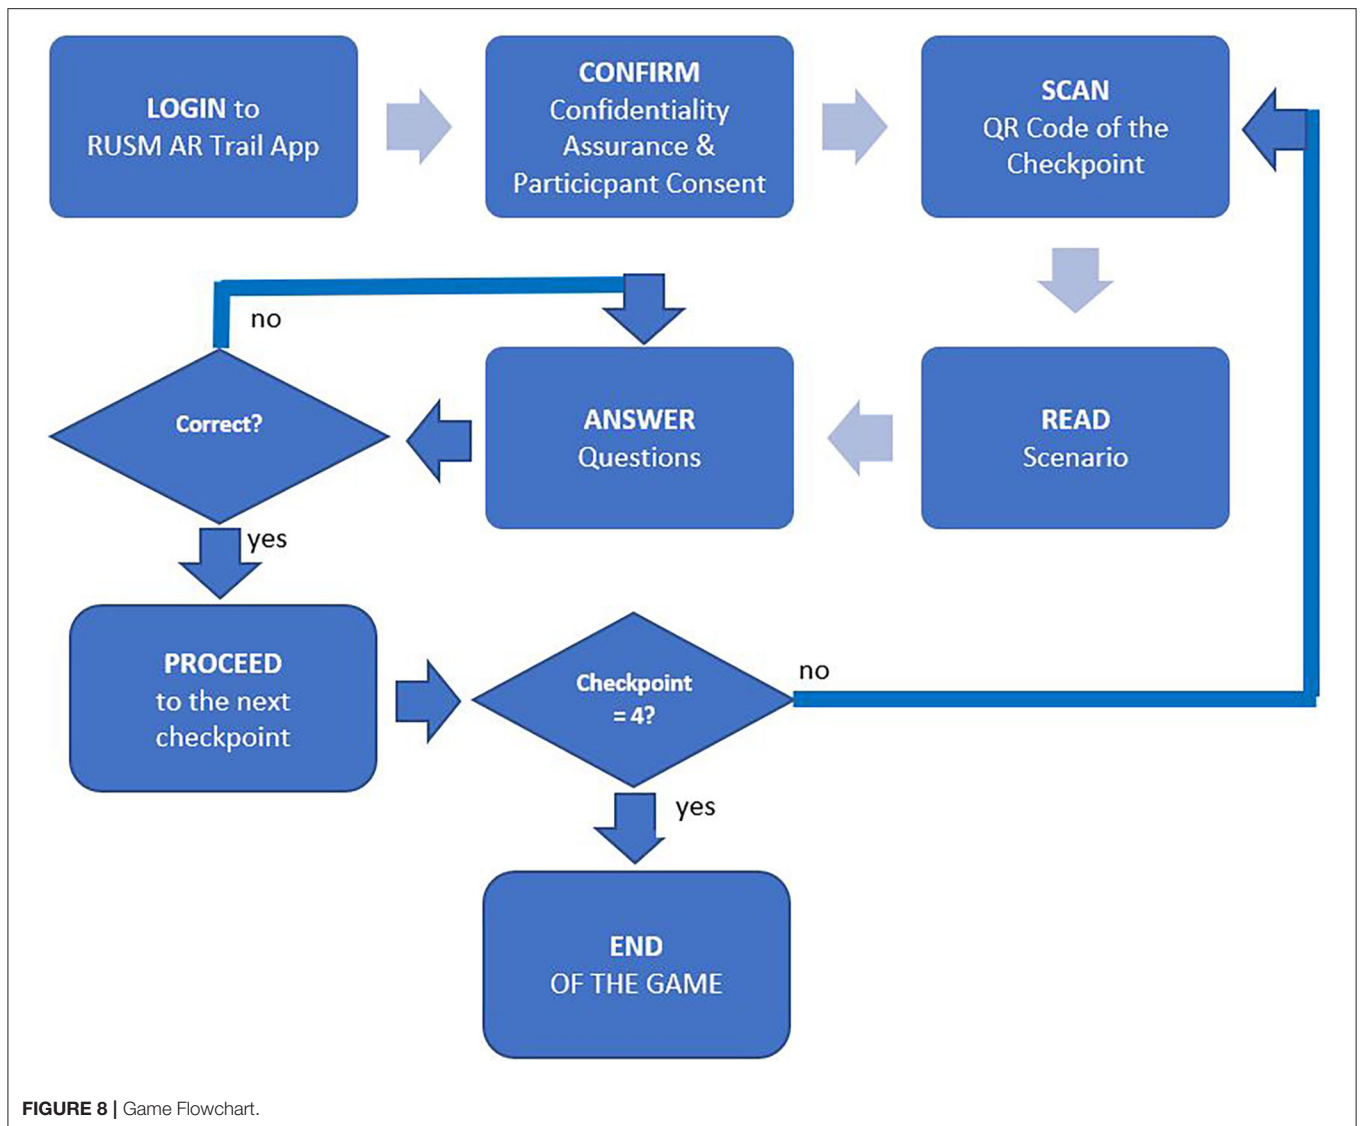 LOGIN to
RUSM AR Trail App
CONFIRM
Confidentiality
Assurance &
Particicpant Consent
SCAN
QR Code of the
Checkpoint
no
Correct?
ANSWER
Questions
READ
Scenario
yes
PROCEED
to the next
checkpoint
Checkpoint
= 4?
no
yes
END
OF THE GAME
FIGURE 8 | Game Flowchart.